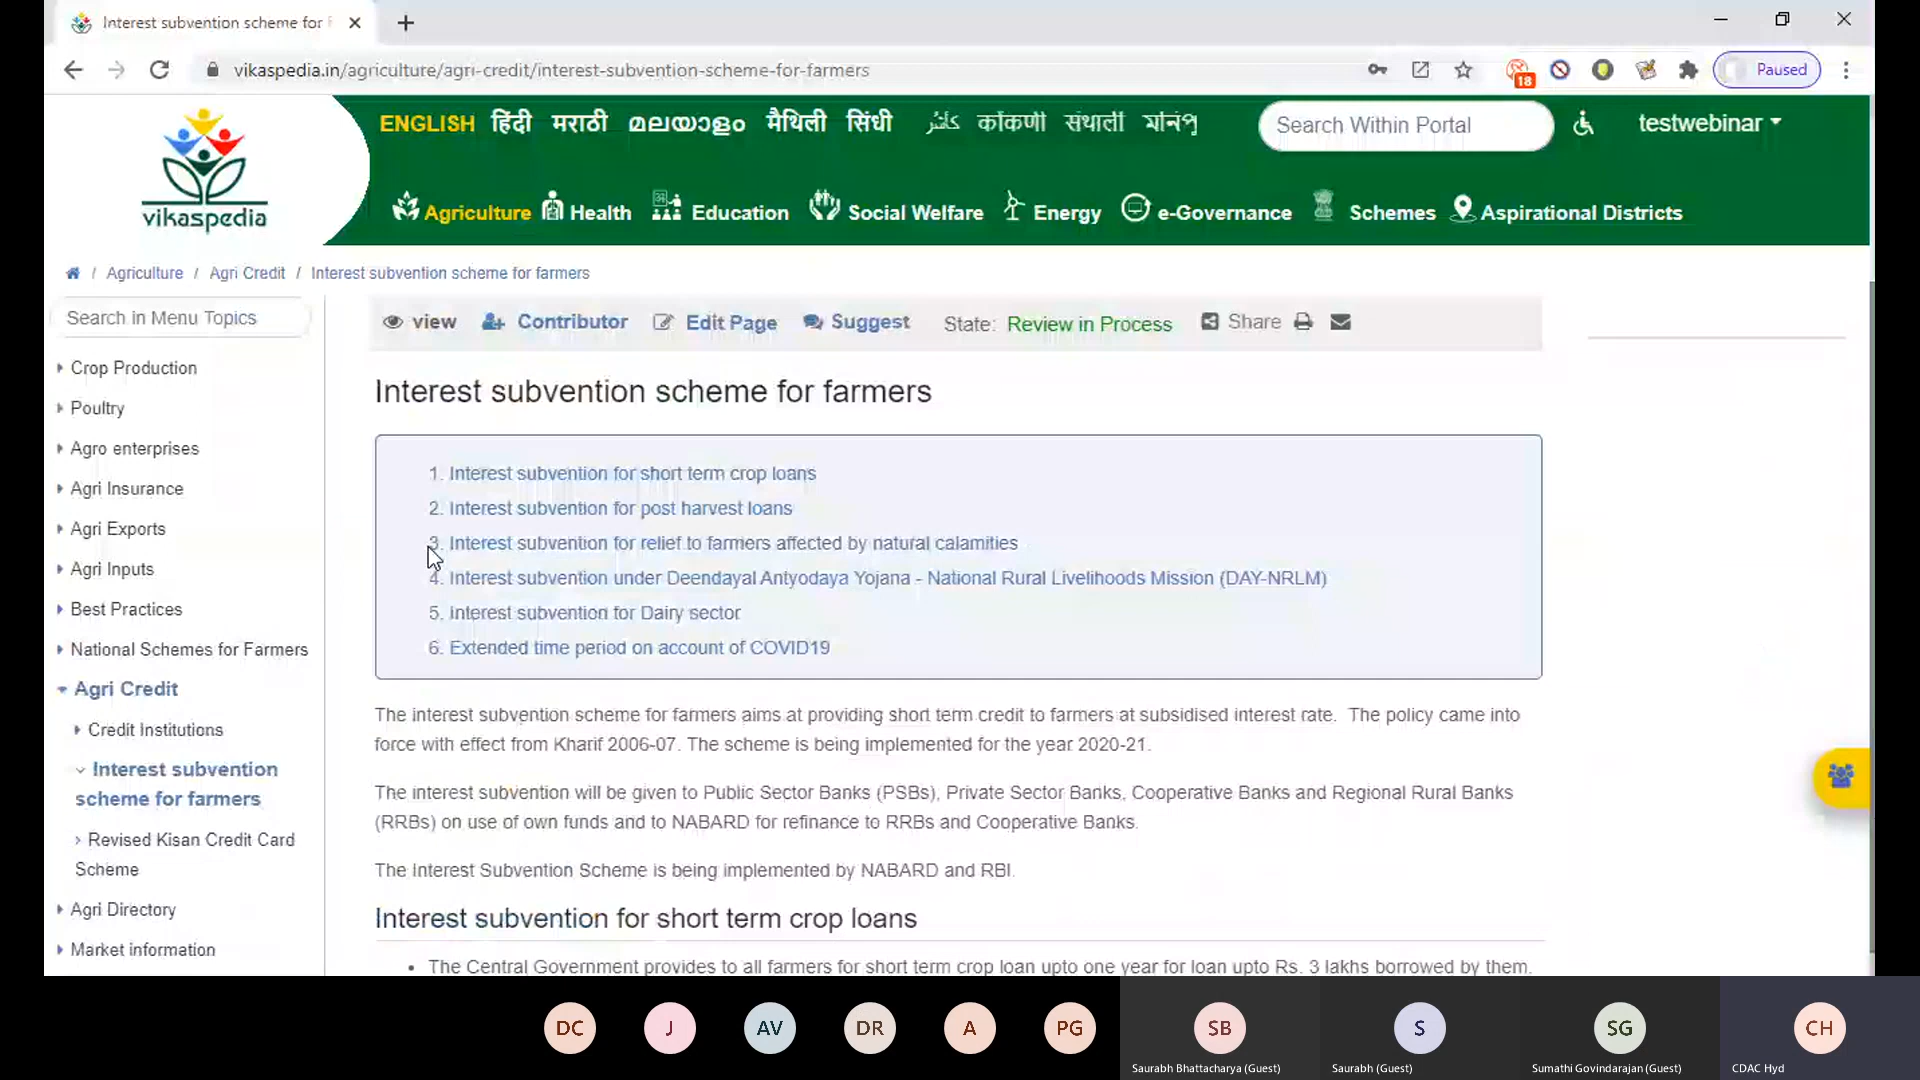 Interest subvention scheme for
vikaspedia.in/agriculture/agri-credit/interest-subvention-scheme-for-farmers
18
Paused
vikaspedia
ENGLISH हिंदी मराठी മലയാളം मैथिली सिंधी कोंकणी संथाली
Search Within Portal
testwebinar
Agriculture Health Education Social Welfare Energy e-Governance Schemes Aspirational Districts
/ Agriculture / Agri Credit / Interest subvention scheme for farmers
Search in Menu Topics
Crop Production
Poultry
Agro enterprises
Agri Insurance
Agri Exports
Agri Inputs
Best Practices
National Schemes for Farmers
Agri Credit
Credit Institutions
Interest subvention
scheme for farmers
Revised Kisan Credit Card
Scheme
Agri Directory
Market information
view Contributor Edit Page Suggest State: Review in Process Share
Interest subvention scheme for farmers
1. Interest subvention for short term crop loans
2. Interest subvention for post harvest loans
3. Interest subvention for relief to farmers affected by natural calamities
4. Interest subvention under Deendayal Antyodaya Yojana - National Rural Livelihoods Mission (DAY-NRLM)
5. Interest subvention for Dairy sector
6. Extended time period on account of COVID19
The interest subvention scheme for farmers aims at providing short term credit to farmers at subsidised interest rate. The policy came into
force with effect from Kharif 2006-07. The scheme is being implemented for the year 2020-21.
The interest subvention will be given to Public Sector Banks (PSBs), Private Sector Banks, Cooperative Banks and Regional Rural Banks
(RRBs) on use of own funds and to NABARD for refinance to RRBs and Cooperative Banks.
The Interest Subvention Scheme is being implemented by NABARD and RBI.
Interest subvention for short term crop loans
• The Central Government provides to all farmers for short term crop loan upto one year for loan upto Rs. 3 lakhs borrowed by them.
DC J AV DR A PG SB S SG CH
Saurabh Bhattacharya (Guest) Saurabh (Guest) Sumathi Govindarajan (Guest) CDAC Hyd